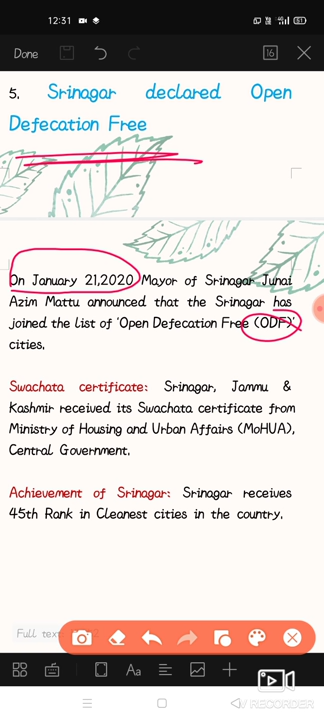 12:31
61
Done
16
5. Srinagar declared Open
Defecation Free
On January 21,2020 Mayor of Srinagar Junai
Azim Mattu announced that the Srinagar has
joined the list of 'Open Defecation Free (ODF)'
cities.
Swachata certificate: Srinagar, Jammu &
Kashmir received its Swachata certificate from
Ministry of Housing and Urban Affairs (MoHUA),
Central Government.
Achievement of Srinagar: Srinagar receives
45th Rank in Cleanest cities in the country.
Full tex
Aa
RECORDER